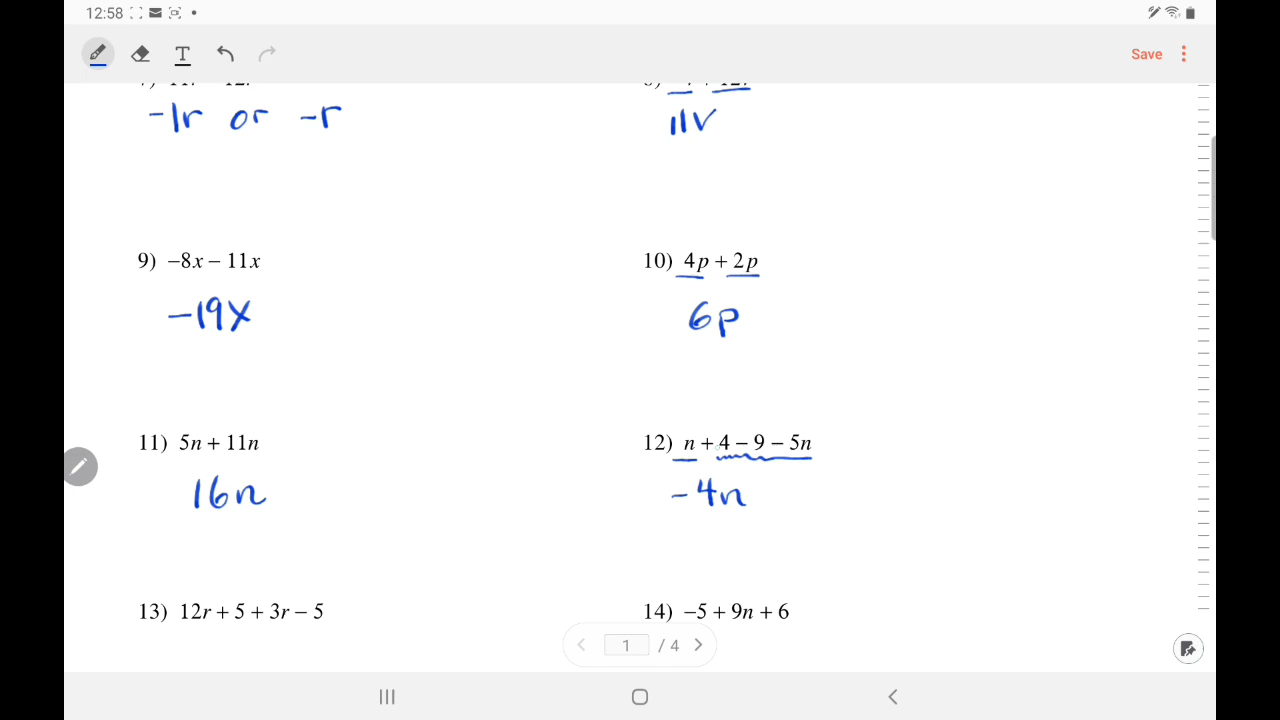 12:58
T
Save
-1r or -r
11v
9) −8x − 11x
10) 4p + 2p
-19x
6p
11) 5n + 11n
12) n + 4 − 9 − 5n
16n
-4n
13) 12r + 5 + 3r − 5
14) −5 + 9n + 6
1 / 4